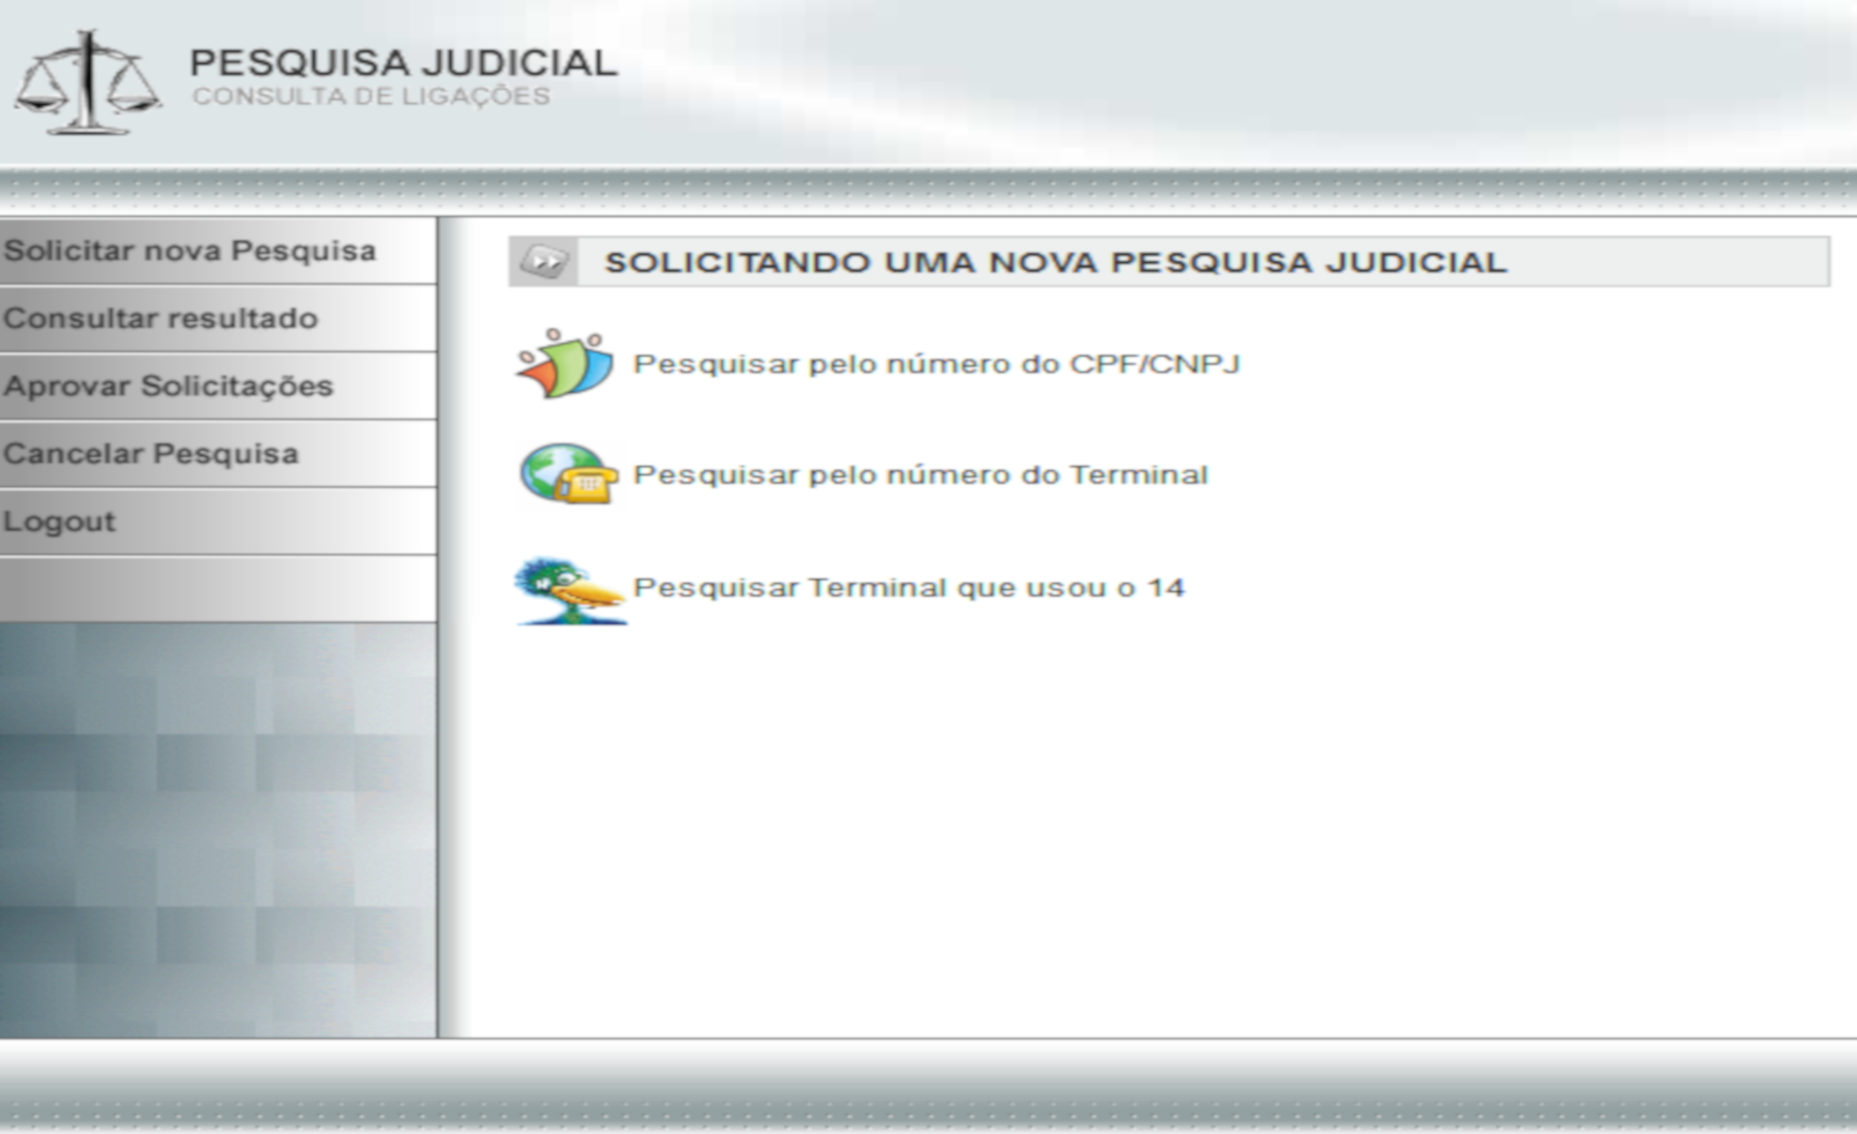 PESQUISA JUDICIAL
CONSULTA DE LIGAÇÕES
Solicitar nova Pesquisa
Consultar resultado
Aprovar Solicitações
Cancelar Pesquisa
Logout
SOLICITANDO UMA NOVA PESQUISA JUDICIAL
Pesquisar pelo número do CPF/CNPJ
Pesquisar pelo número do Terminal
Pesquisar Terminal que usou o 14